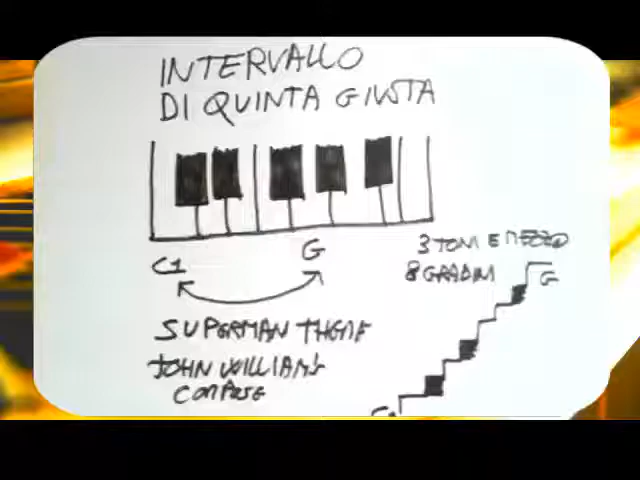 INTERVALLO
DI QUINTA GIUSTA
C1
G
3 TONI E MEZZO
8 GRADINI
G
SUPERMAN THEME
JOHN WILLIAMS
COMPOSE